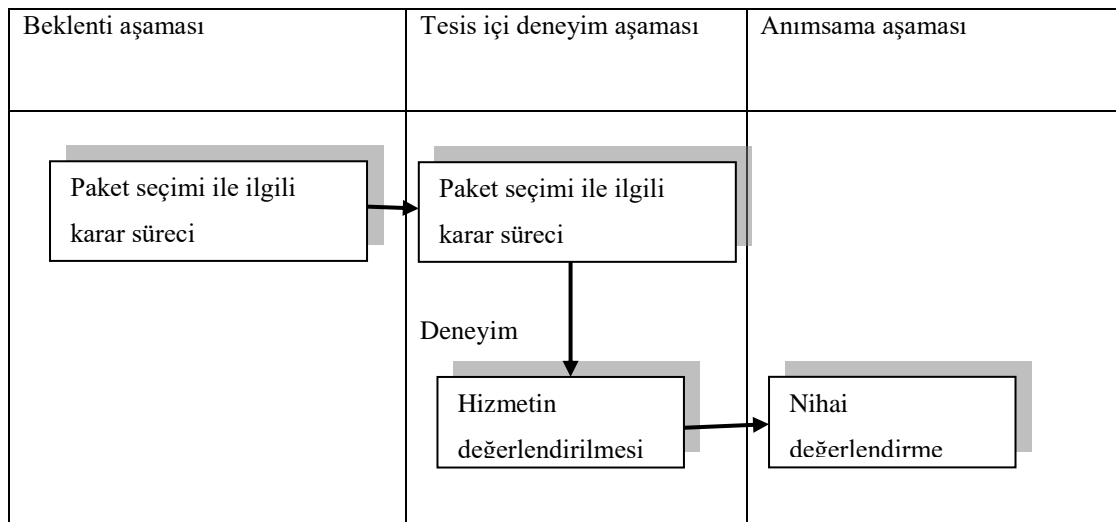 Beklenti aşaması
Tesis içi deneyim aşaması
Anımsama aşaması
Paket seçimi ile ilgili
karar süreci
Paket seçimi ile ilgili
karar süreci
Deneyim
Hizmetin
değerlendirilmesi
Nihai
değerlendirme